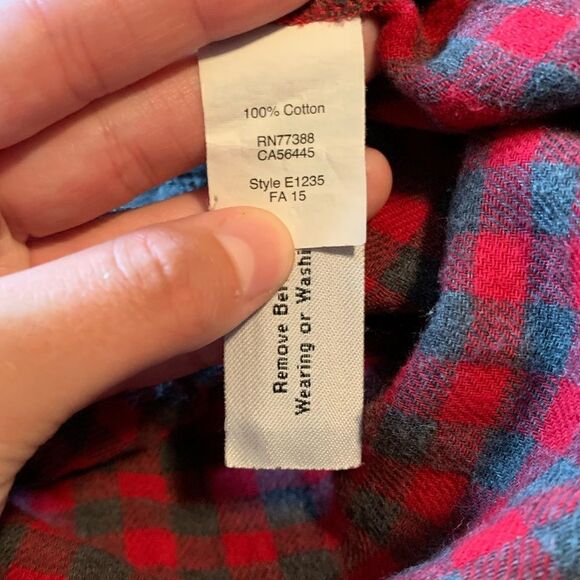 100% Cotton
RN77388
CA56445
Style E1235
FA 15
Remove
Wearing or